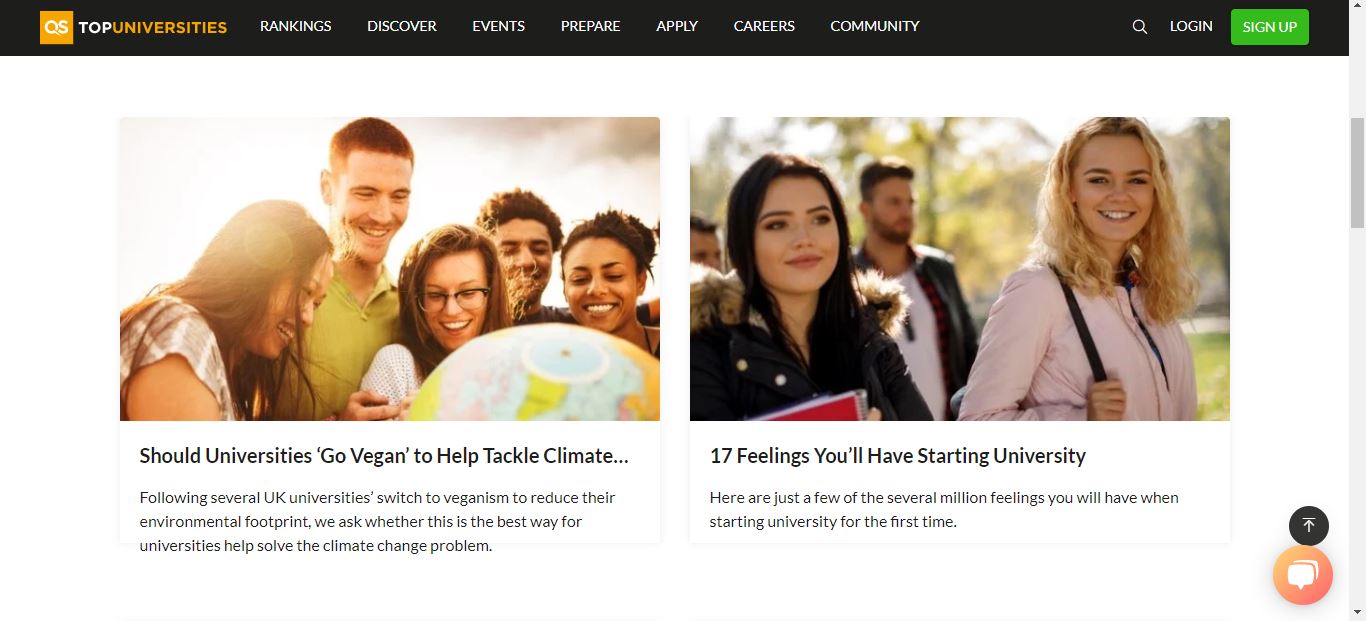 QS TOPUNIVERSITIES RANKINGS DISCOVER EVENTS PREPARE APPLY CAREERS COMMUNITY LOGIN SIGN UP
Should Universities ‘Go Vegan’ to Help Tackle Climate...
Following several UK universities’ switch to veganism to reduce their
environmental footprint, we ask whether this is the best way for
universities help solve the climate change problem.
17 Feelings You’ll Have Starting University
Here are just a few of the several million feelings you will have when
starting university for the first time.